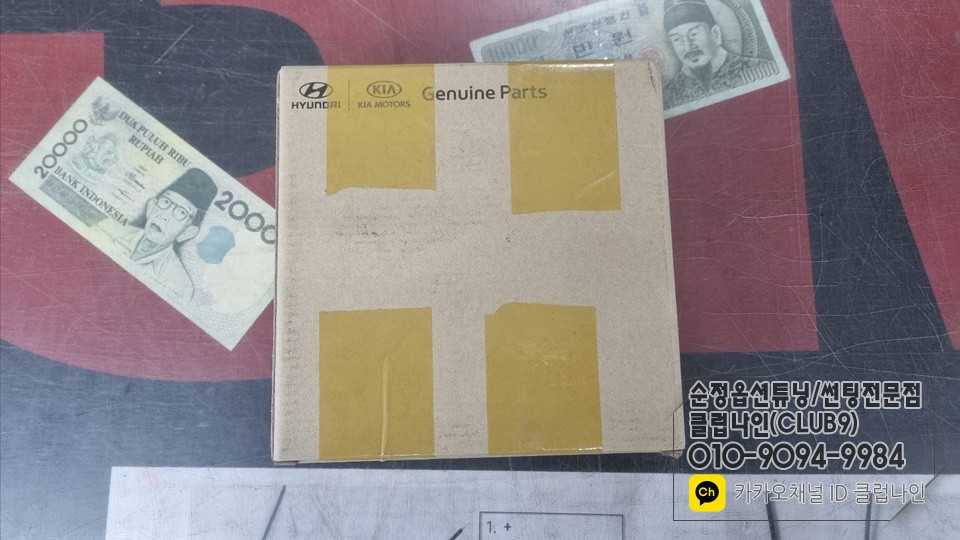 HYUNDAI
KIA
KIA MOTORS
Genuine Parts
20000
DUA PULUH RIBU
RUPIAH
BANK INDONESIA
2000
10000
만 원
10000
순정옵션튜닝/썬팅전문점
클럽나인(CLUB9)
010-9094-9984
Ch
카카오채널 ID 클럽나인
1. +